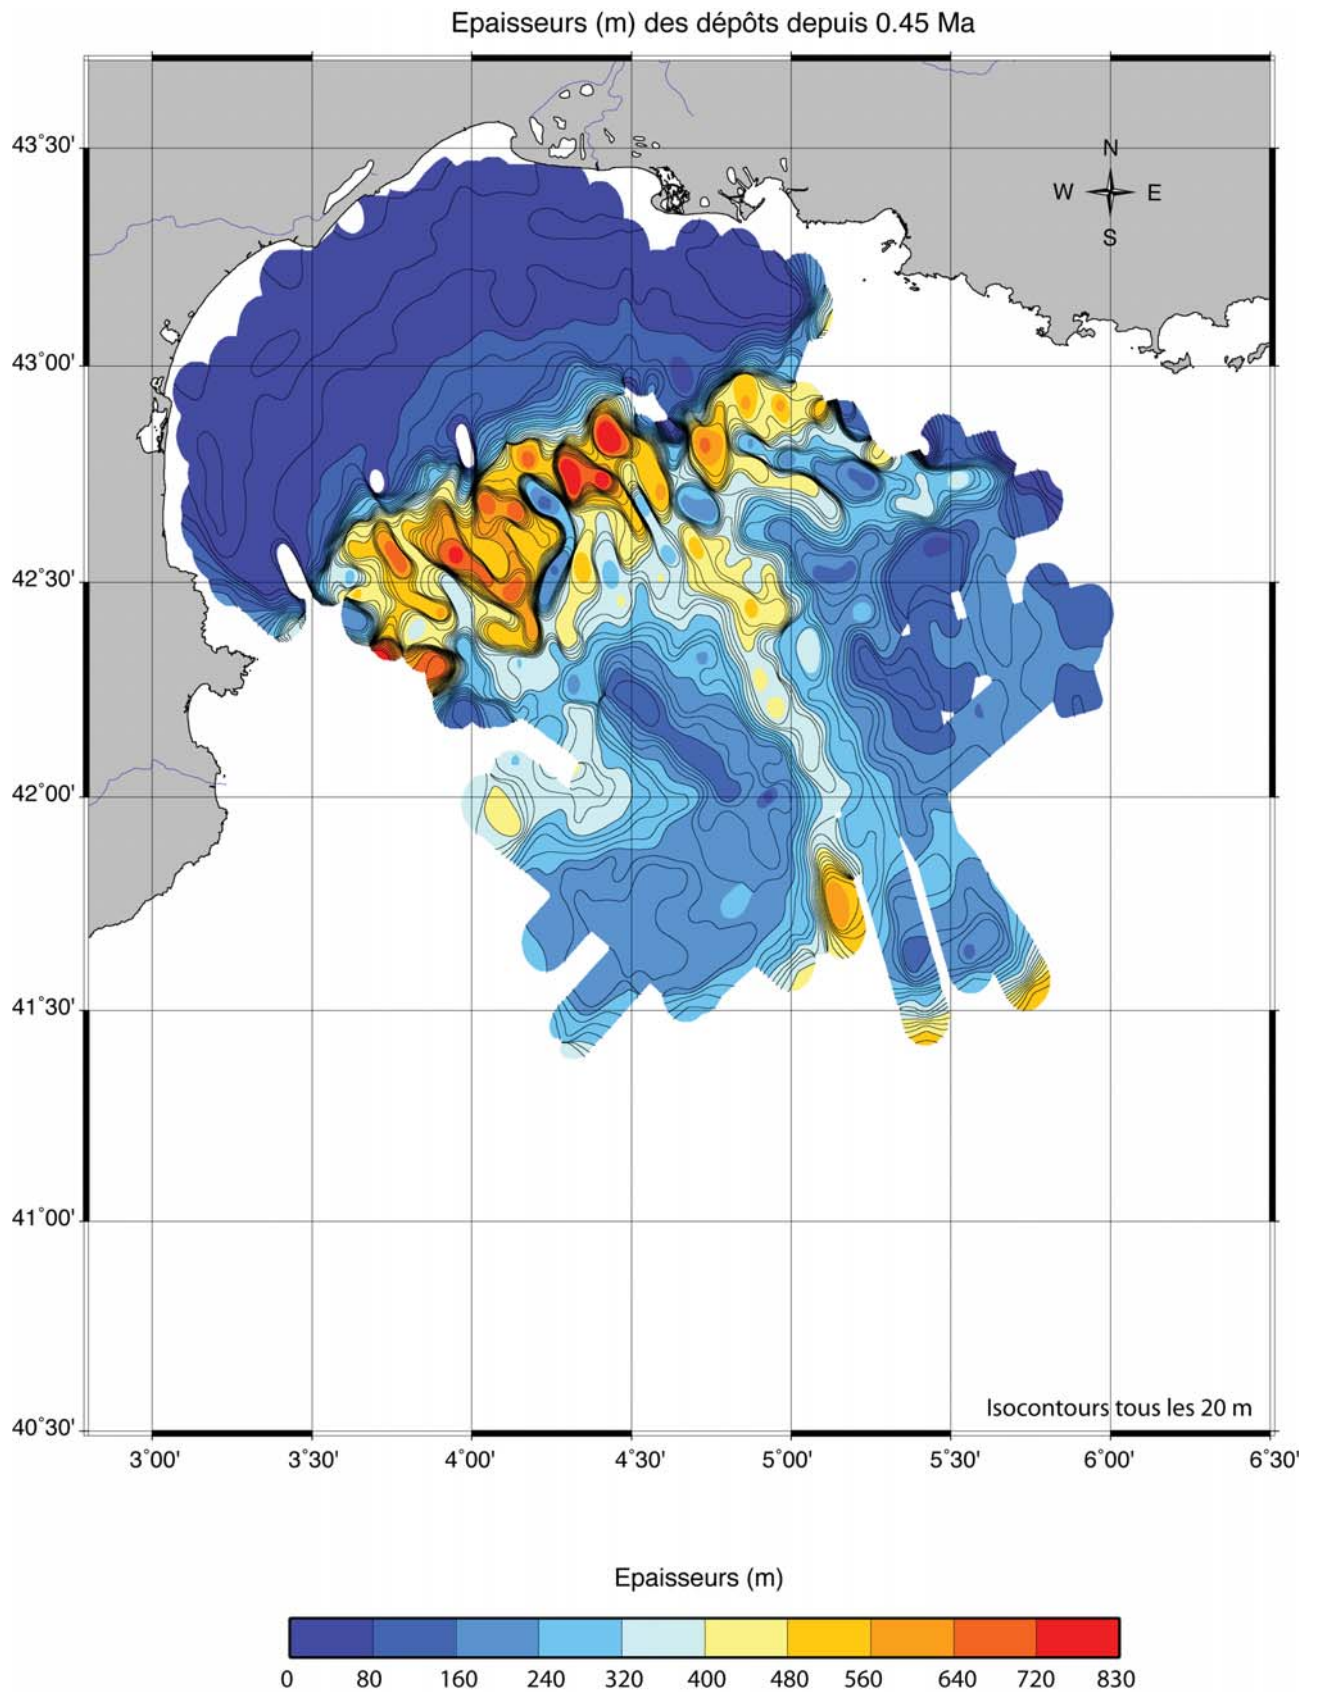 Epaisseurs (m) des dépôts depuis 0.45 Ma
43˚30'
N
W E
S
43˚00'
42˚30'
42˚00'
41˚30'
41˚00'
Isocontours tous les 20 m
40˚30'
3˚00' 3˚30' 4˚00' 4˚30' 5˚00' 5˚30' 6˚00' 6˚30'
Epaisseurs (m)
0 80 160 240 320 400 480 560 640 720 830